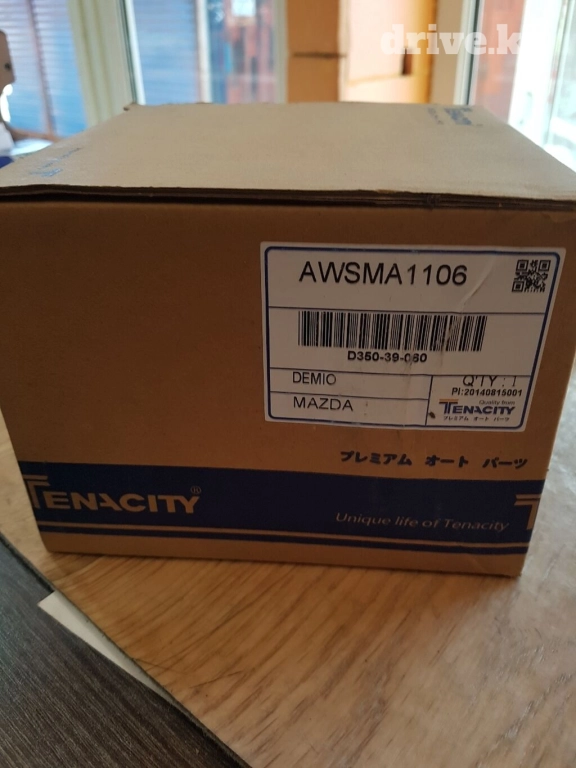 drive.k
AWSMA1106
D350-39-060
DEMIO
Q'TY : 1
PI:20140815001
MAZDA
Quality from
TENACITY
プレミアム オート パーツ
プレミアム オート パーツ
TENACITY®
Unique life of Tenacity